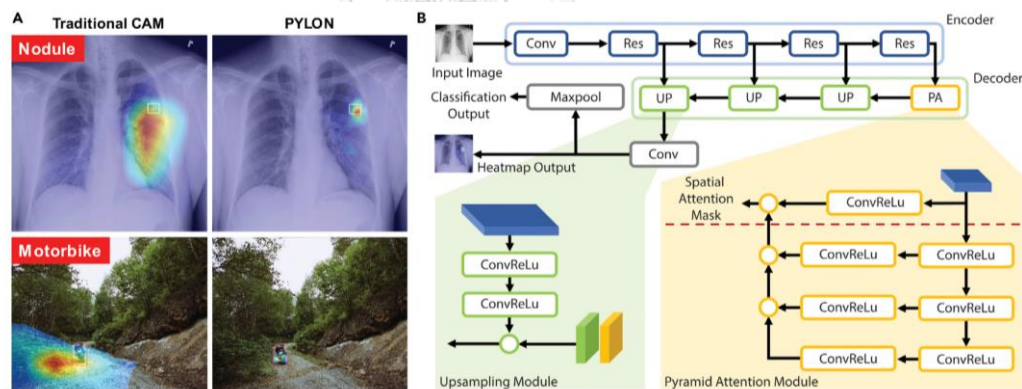 A
Traditional CAM
PYLON
Nodule
Motorbike
B
Encoder
Conv
Res
Res
Res
Res
Input Image
Decoder
Classification
Output
Maxpool
UP
UP
UP
PA
Heatmap Output
Conv
Spatial
Attention
Mask
ConvReLu
ConvReLu
ConvReLu
ConvReLu
ConvReLu
ConvReLu
ConvReLu
ConvReLu
ConvReLu
Upsampling Module
Pyramid Attention Module